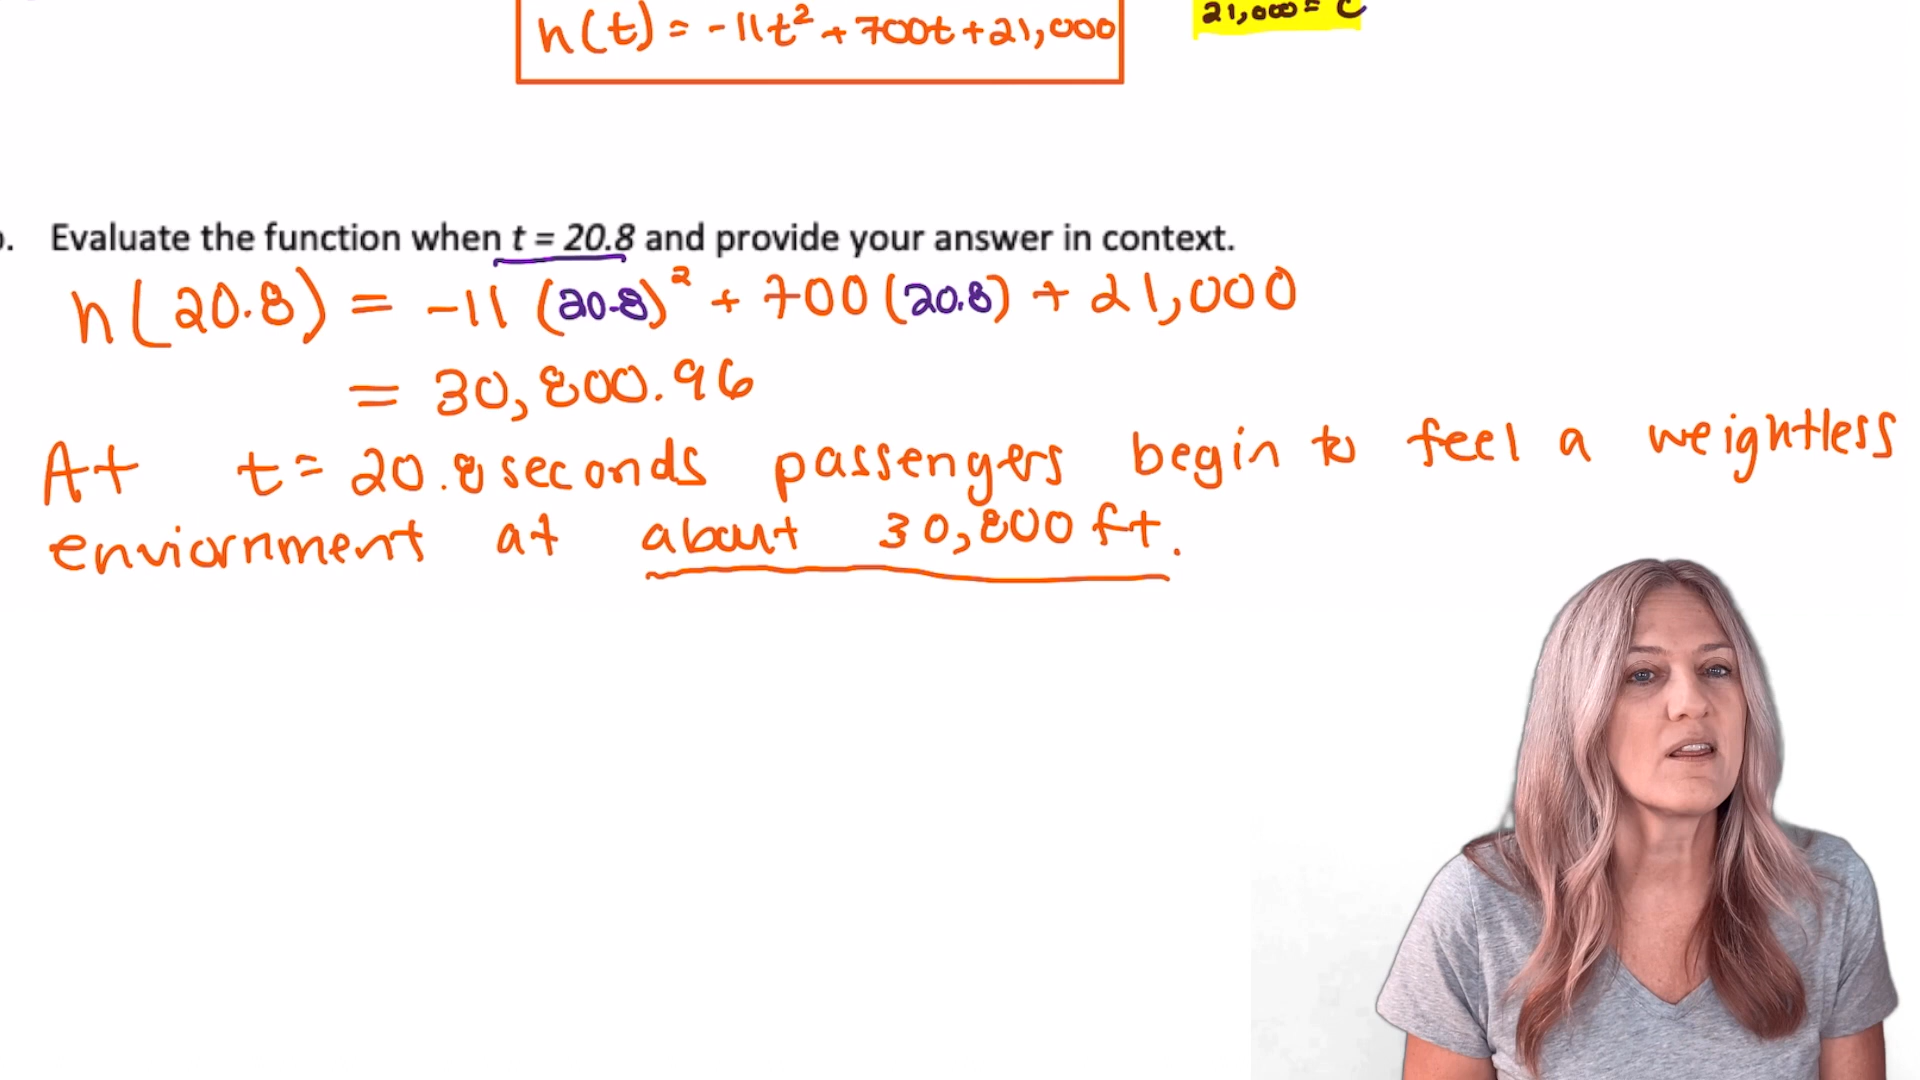 h(t) = -11t² + 700t + 21,000
21,000 = C
. Evaluate the function when t = 20.8 and provide your answer in context.
h(20.8) = -11(20.8)² + 700(20.8) + 21,000
= 30,800.96
At t = 20.8 seconds passengers begin to feel a weightless
enviornment at about 30,800 ft.